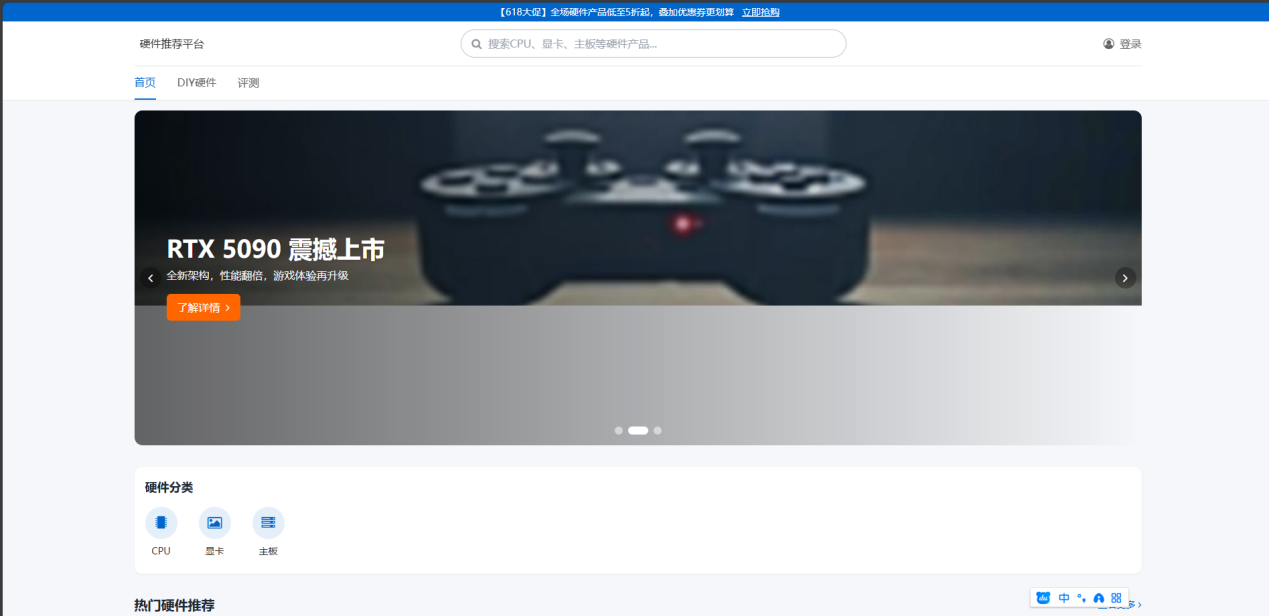 【618大促】全场硬件产品低至5折起，叠加优惠券更划算 立即抢购
硬件推荐平台
搜索CPU、显卡、主板等硬件产品...
登录
首页 DIY硬件 评测
RTX 5090 震撼上市
全新架构，性能翻倍，游戏体验再升级
了解详情
硬件分类
CPU 显卡 主板
热门硬件推荐
du 中
多